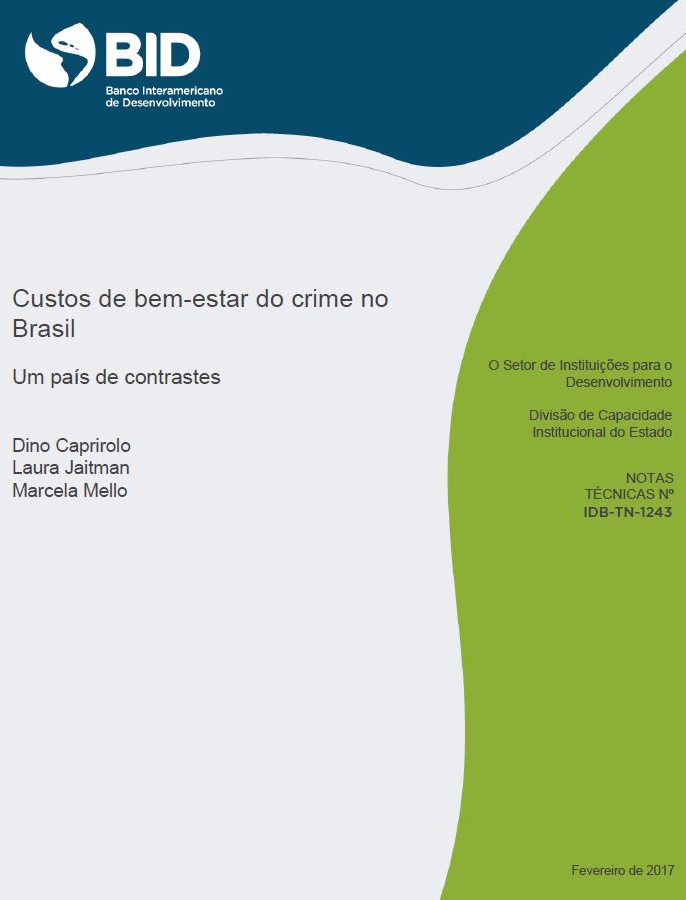 BID
Banco Interamericano
de Desenvolvimento
Custos de bem-estar do crime no
Brasil
Um país de contrastes
Dino Caprirolo
Laura Jaitman
Marcela Mello
O Setor de Instituições para o
Desenvolvimento
Divisão de Capacidade
Institucional do Estado
NOTAS
TÉCNICAS Nº
IDB-TN-1243
Fevereiro de 2017